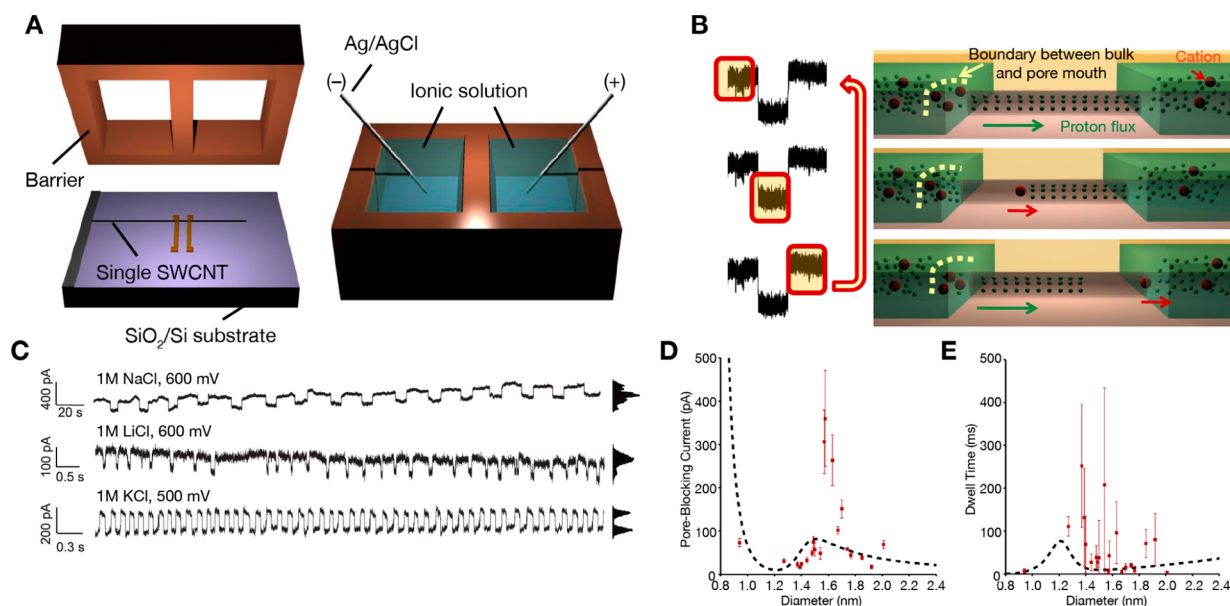 A
Ag/AgCl
(–)
Ionic solution
(+)
Barrier
Single SWCNT
SiO2/Si substrate
B
Boundary between bulk
and pore mouth
Cation
Proton flux
C
1M NaCl, 600 mV
400 pA
20 s
1M LiCl, 600 mV
100 pA
0.5 s
1M KCl, 500 mV
200 pA
0.3 s
D
Pore-Blocking Current (pA)
500
400
300
200
100
0
0.8 1.0 1.2 1.4 1.6 1.8 2.0 2.2 2.4
Diameter (nm)
E
Dwell Time (ms)
500
400
300
200
100
0
0.8 1.0 1.2 1.4 1.6 1.8 2.0 2.2 2.4
Diameter (nm)